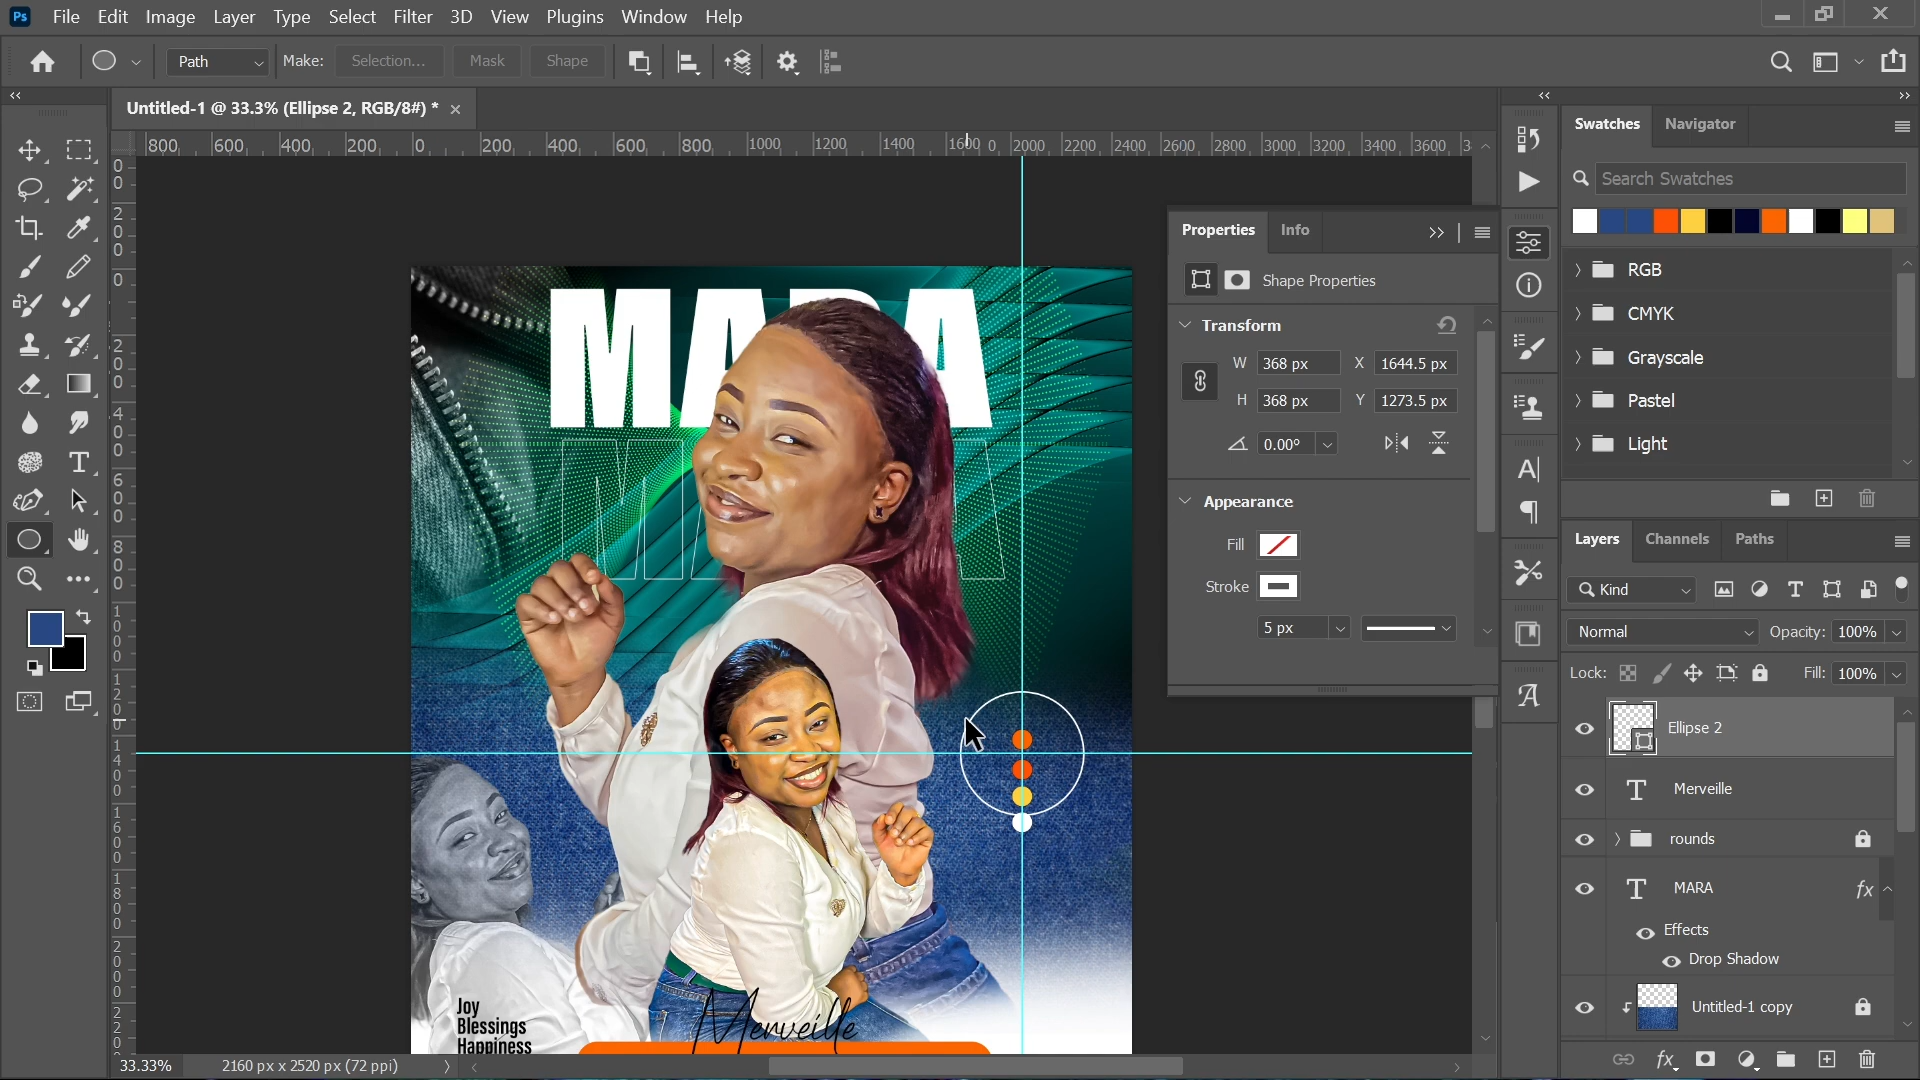 Ps File Edit Image Layer Type Select Filter 3D View Plugins Window Help
Path Make: Selection... Mask Shape
Untitled-1 @ 33.3% (Ellipse 2, RGB/8#) *
800 600 400 200 0 200 400 600 800 1000 1200 1400 1600 0 2000 2200 2400 2600 2800 3000 3200 3400 3600 3
MARA
Joy
Blessings
Happiness
Merveille
Properties Info
Shape Properties
Transform
W 368 px X 1644.5 px
H 368 px Y 1273.5 px
0.00°
Appearance
Fill
Stroke
5 px
Swatches Navigator
Search Swatches
RGB
CMYK
Grayscale
Pastel
Light
Layers Channels Paths
Kind
Normal Opacity: 100%
Lock: Fill: 100%
Ellipse 2
T Merveille
rounds
T MARA fx
Effects
Drop Shadow
Untitled-1 copy
fx
33.33% 2160 px x 2520 px (72 ppi)